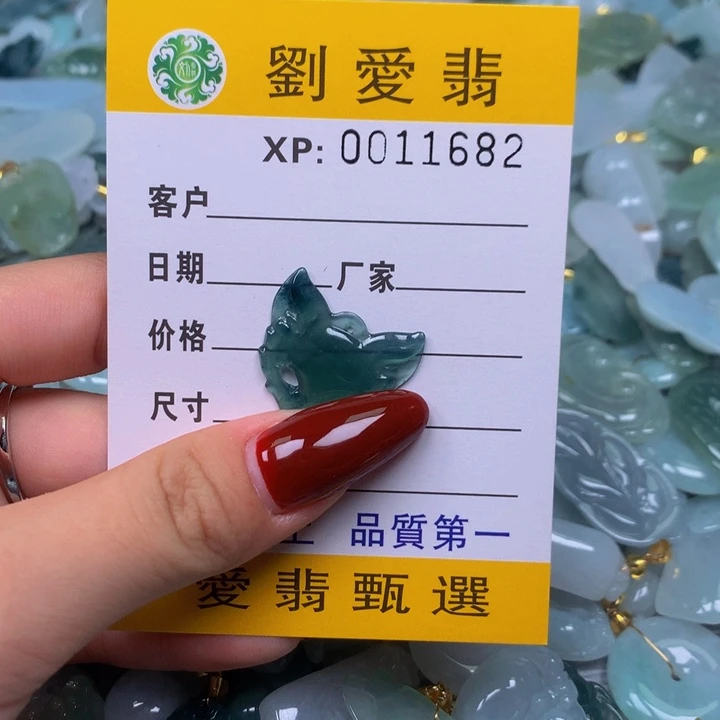 劉愛翡
XP: 0011682
客户
日期 厂家
价格
尺寸
品質第一
愛翡甄選